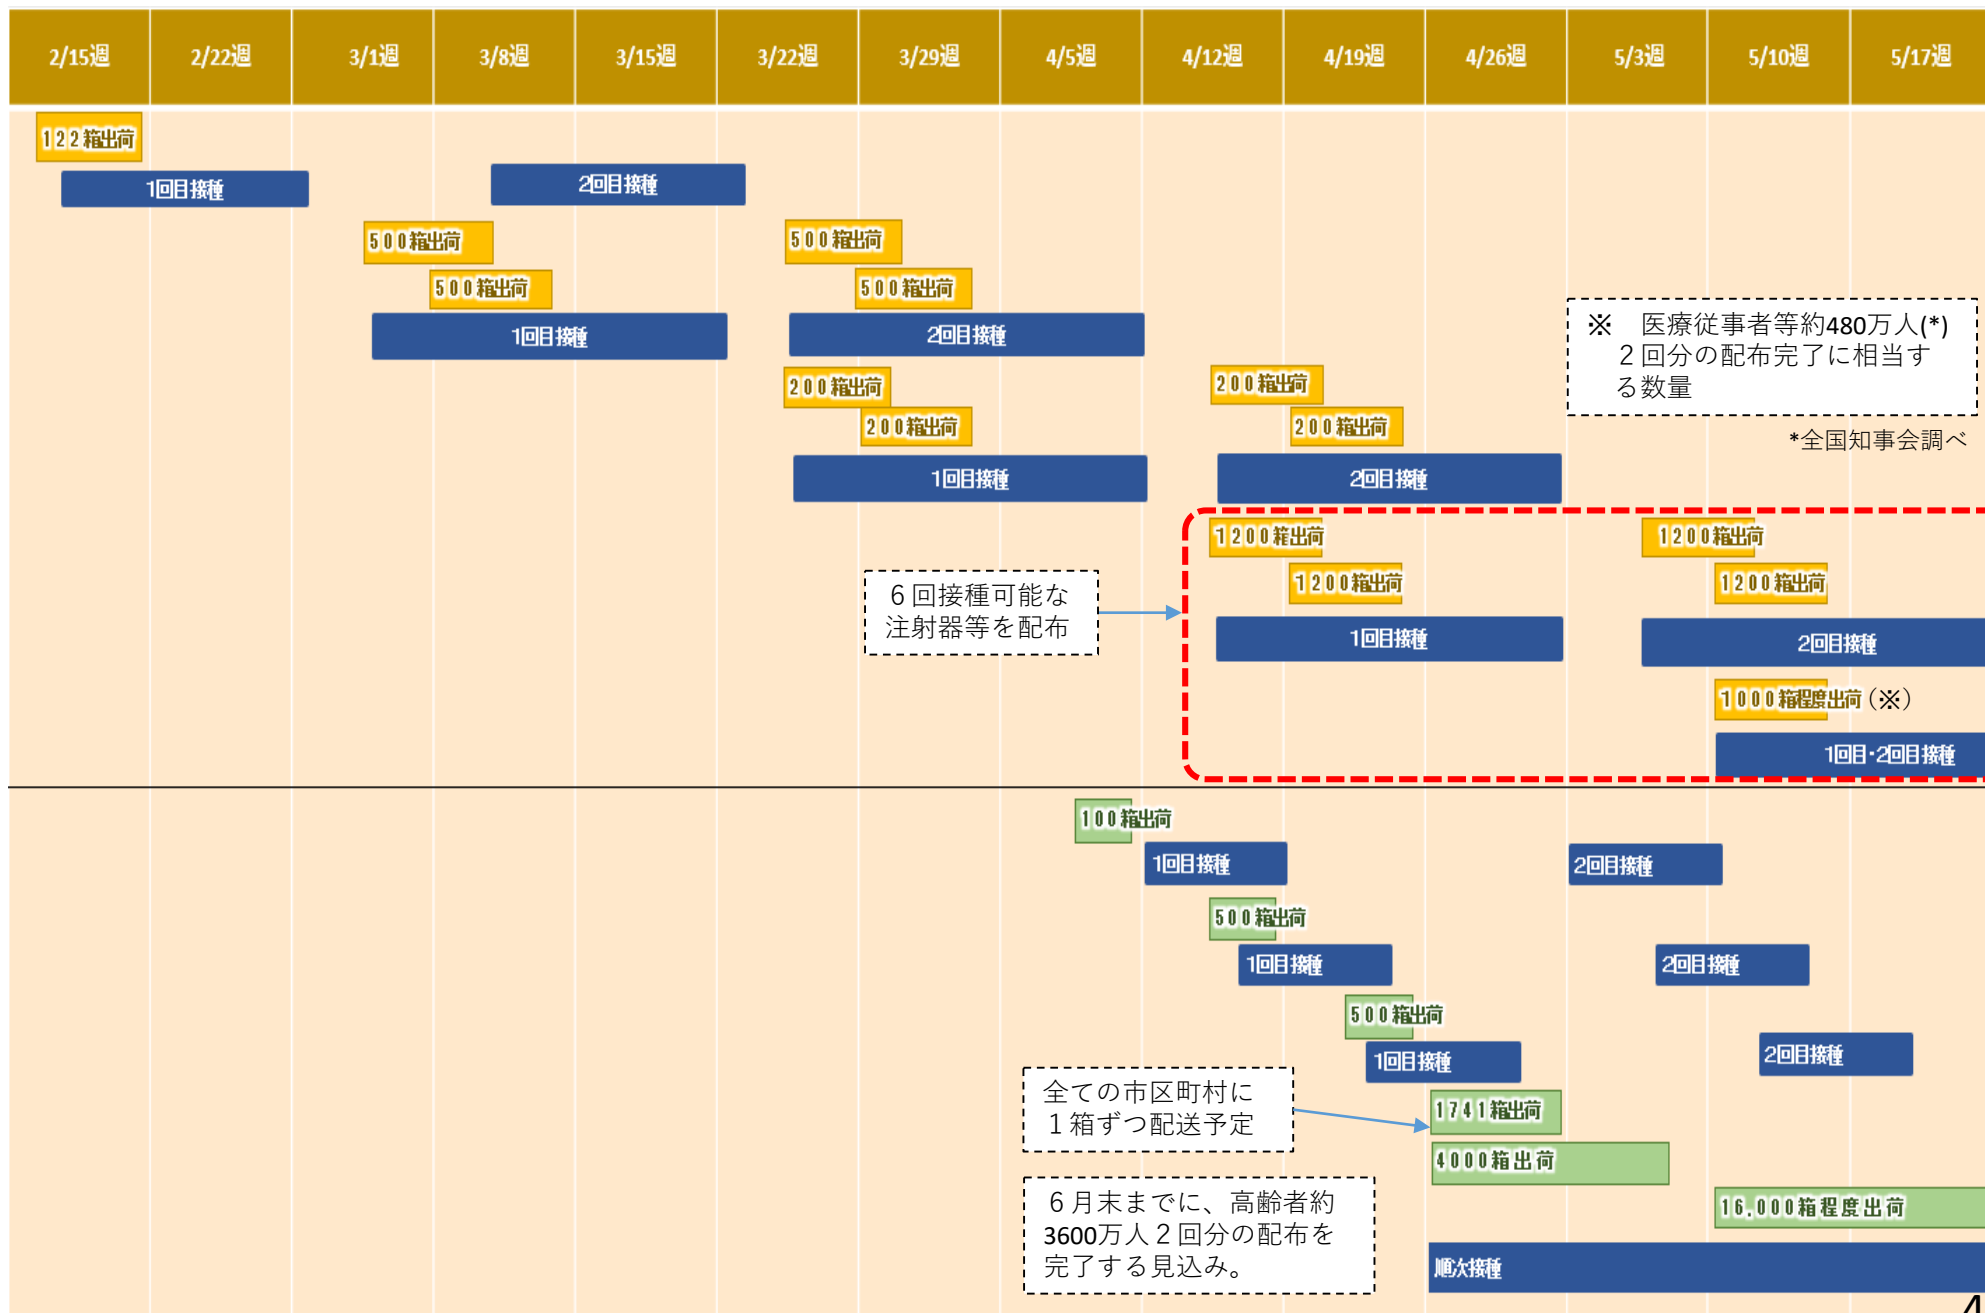 2/15週 2/22週 3/1週 3/8週 3/15週 3/22週 3/29週 4/5週 4/12週 4/19週 4/26週 5/3週 5/10週 5/17週
122箱出荷
1回目接種 2回目接種
500箱出荷 500箱出荷
500箱出荷 500箱出荷
1回目接種 2回目接種
※ 医療従事者等約480万人(*)
２回分の配布完了に相当す
る数量
*全国知事会調べ
200箱出荷 200箱出荷
200箱出荷 200箱出荷
1回目接種 2回目接種
1200箱出荷 1200箱出荷
1200箱出荷 1200箱出荷
６回接種可能な
注射器等を配布
1回目接種 2回目接種
1000箱程度出荷（※）
1回目・2回目接種
100箱出荷
1回目接種 2回目接種
500箱出荷
1回目接種 2回目接種
500箱出荷
1回目接種 2回目接種
全ての市区町村に
１箱ずつ配送予定
1741箱出荷
4000箱出荷
６月末までに、高齢者約
3600万人２回分の配布を
完了する見込み。
16,000箱程度出荷
順次接種
4